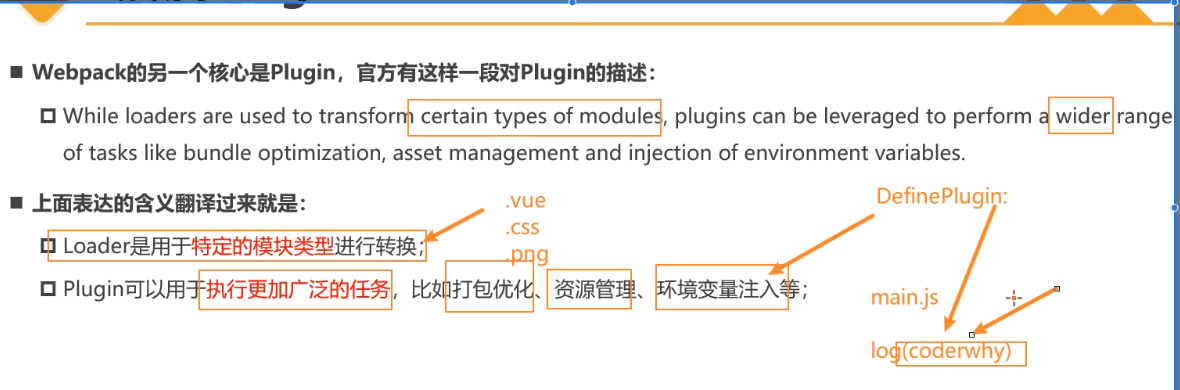 Webpack的另一个核心是Plugin，官方有这样一段对Plugin的描述：
While loaders are used to transform certain types of modules, plugins can be leveraged to perform a wider range
of tasks like bundle optimization, asset management and injection of environment variables.
上面表达的含义翻译过来就是：
.vue
DefinePlugin:
.css
Loader是用于特定的模块类型进行转换；
.png
Plugin可以用于执行更加广泛的任务，比如打包优化、资源管理、环境变量注入等；
main.js
log(coderwhy)